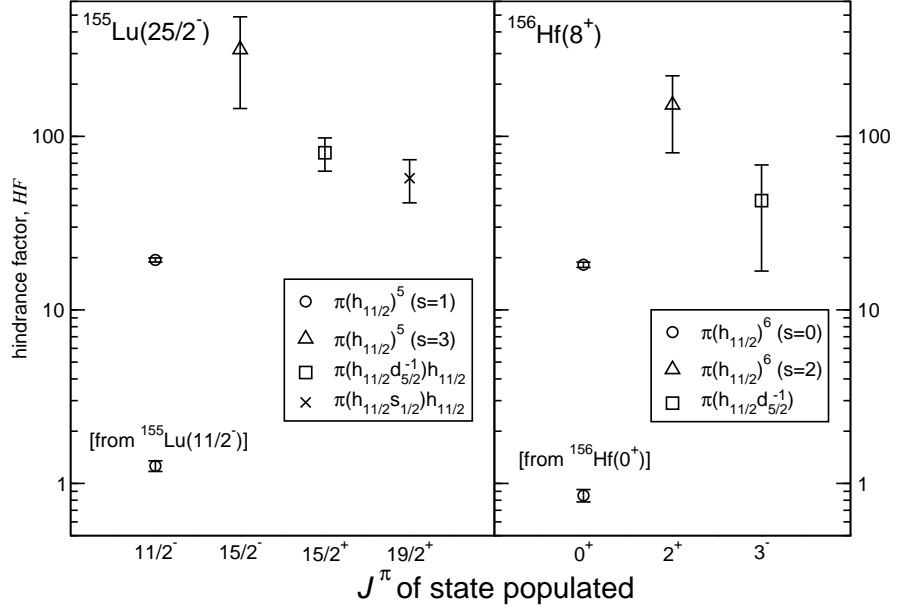 ¹⁵⁵Lu(25/2⁻)
¹⁵⁶Hf(8⁺)
hindrance factor, HF
100
10
1
100
10
1
π(h₁₁/₂)⁵ (s=1)
π(h₁₁/₂)⁵ (s=3)
π(h₁₁/₂d₅/₂⁻¹)h₁₁/₂
π(h₁₁/₂s₁/₂)h₁₁/₂
[from ¹⁵⁵Lu(11/2⁻)]
π(h₁₁/₂)⁶ (s=0)
π(h₁₁/₂)⁶ (s=2)
π(h₁₁/₂d₅/₂⁻¹)
[from ¹⁵⁶Hf(0⁺)]
11/2⁻ 15/2⁻ 15/2⁺ 19/2⁺ 0⁺ 2⁺ 3⁻
J^π of state populated